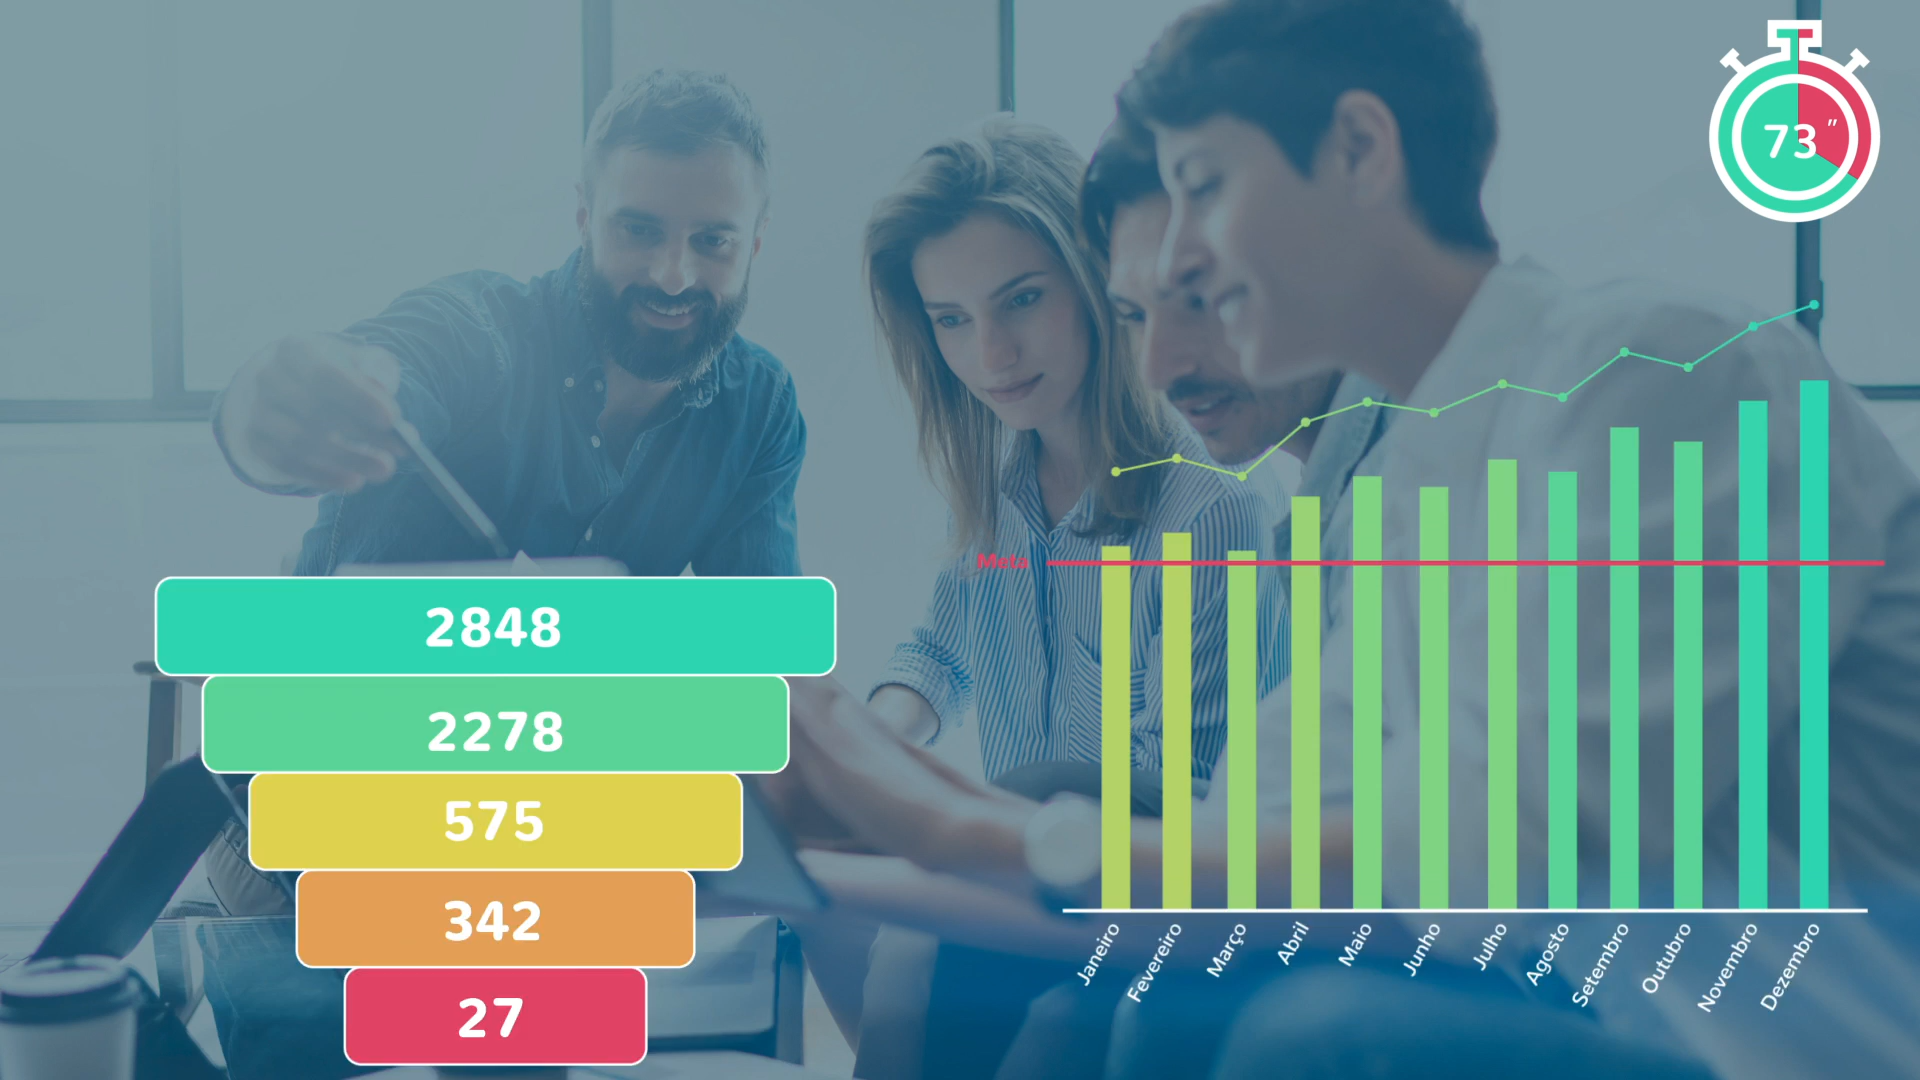 73"
2848
2278
575
342
27
Meta
Janeiro
Fevereiro
Março
Abril
Maio
Junho
Julho
Agosto
Setembro
Outubro
Novembro
Dezembro